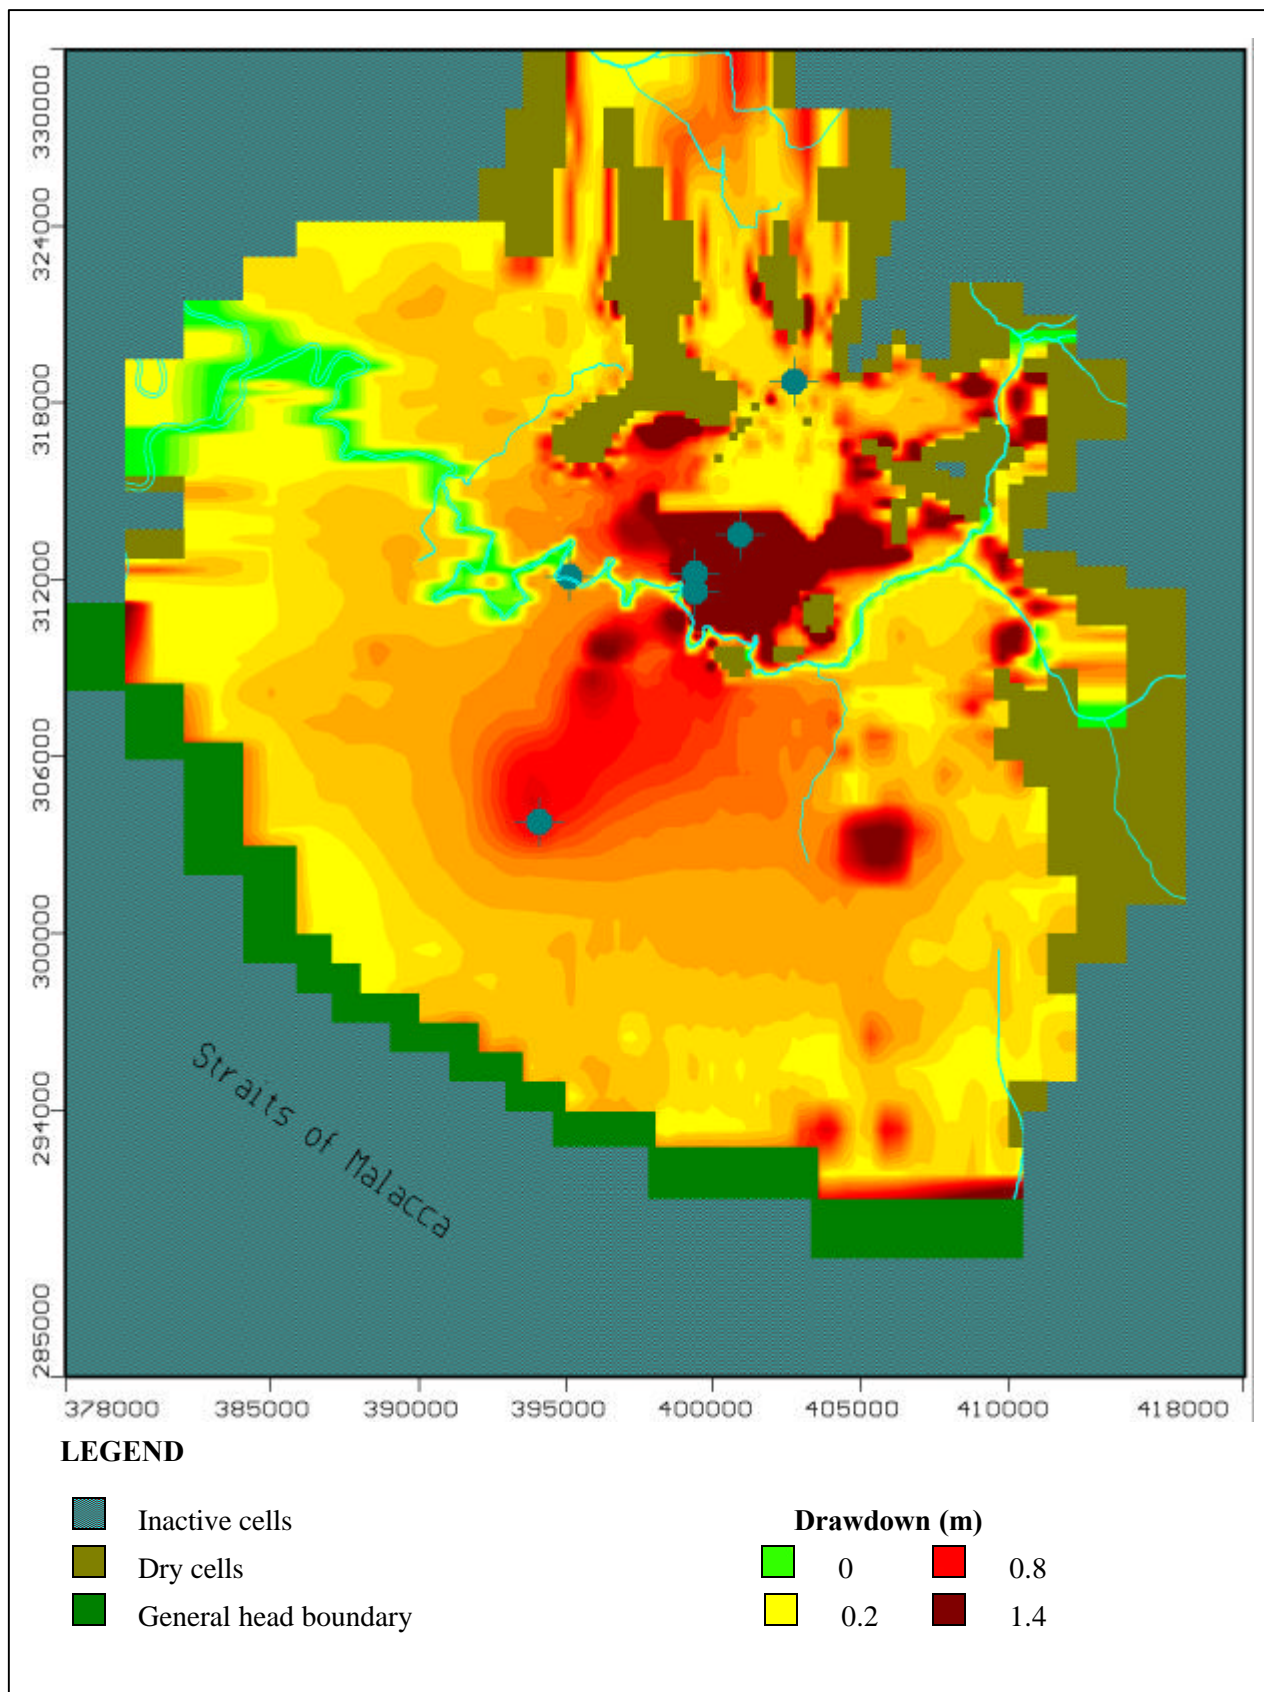 330000
324000
318000
312000
306000
300000
294000
285000
Straits of Malacca
378000 385000 390000 395000 400000 405000 410000 418000
LEGEND
Inactive cells
Dry cells
General head boundary
Drawdown (m)
0 0.8
0.2 1.4